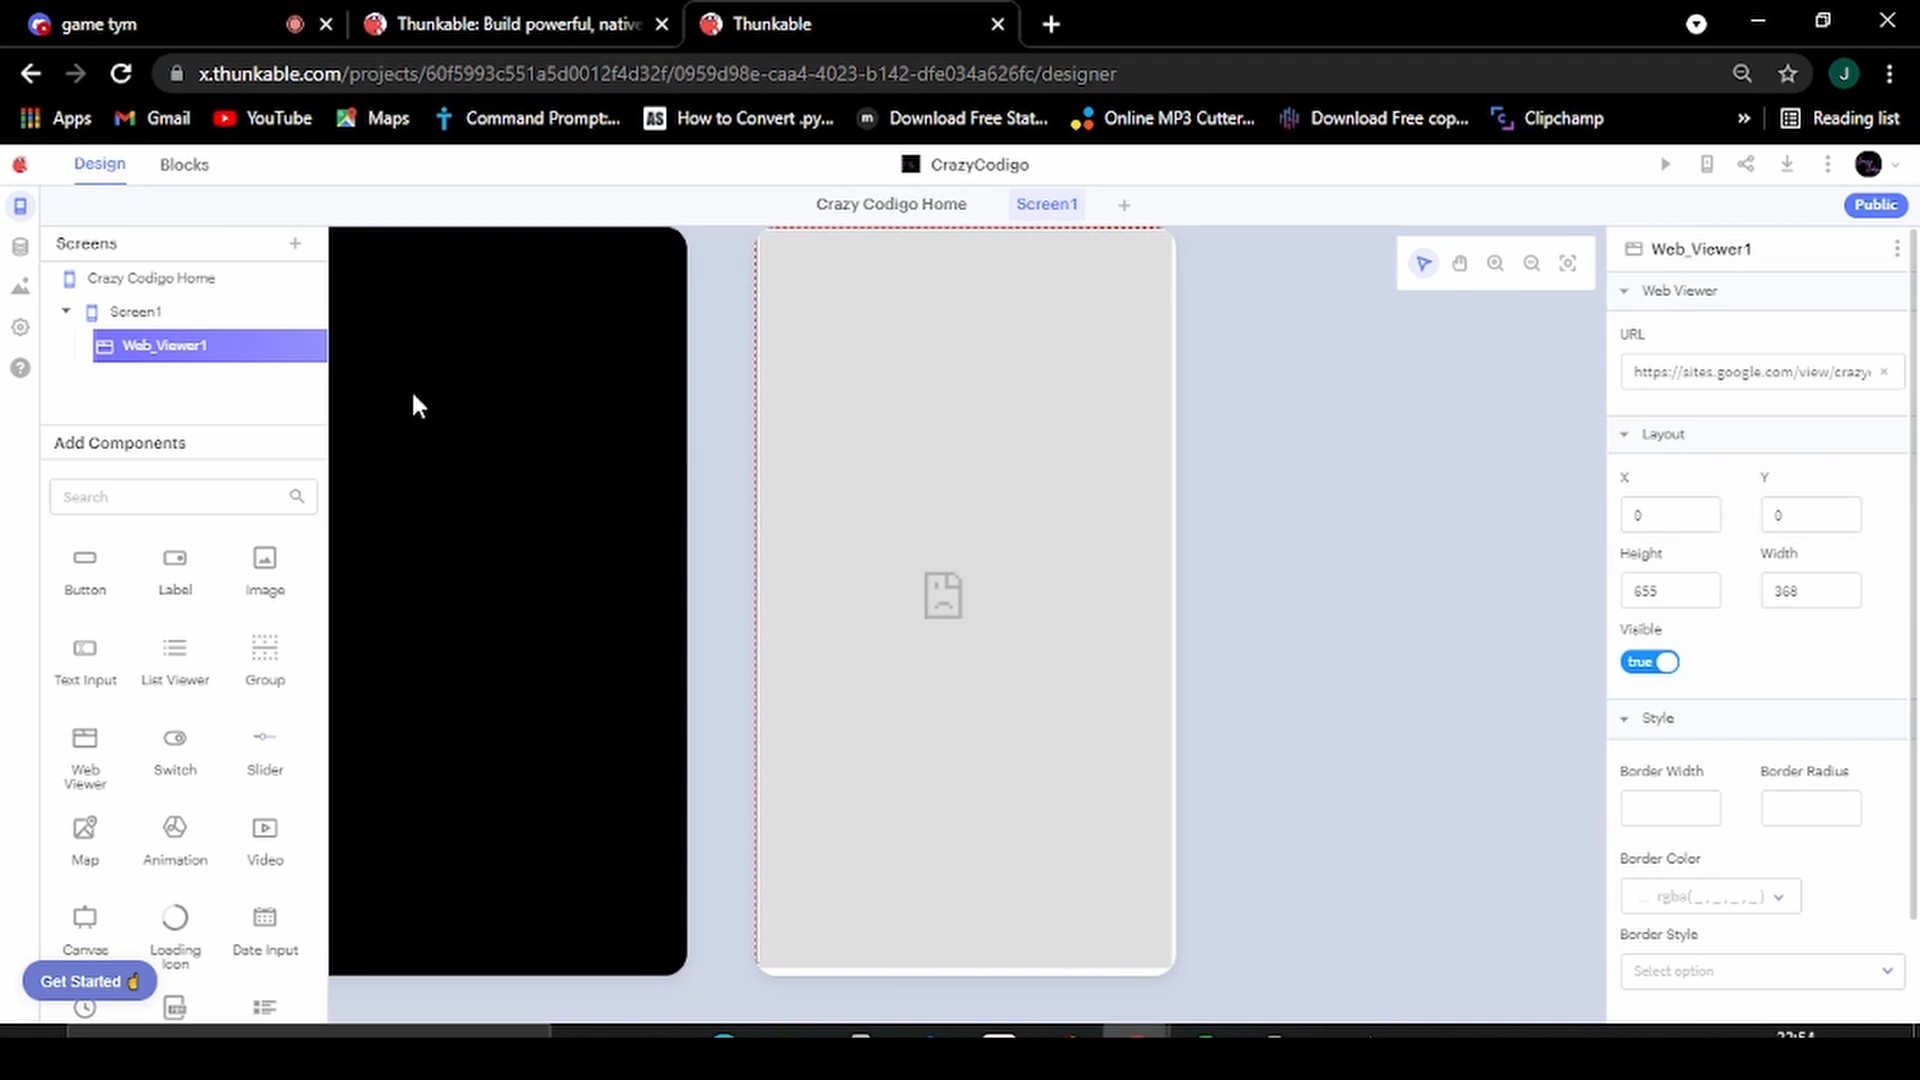 game tym
Thunkable: Build powerful, native
Thunkable
x.thunkable.com/projects/60f5993c551a5d0012f4d32f/0959d98e-caa4-4023-b142-dfe034a626fc/designer
J
Apps
Gmail
YouTube
Maps
Command Prompt:...
AS How to Convert .py...
m Download Free Stat...
Online MP3 Cutter...
Download Free cop...
Clipchamp
»
Reading list
Design
Blocks
CrazyCodigo
Crazy Codigo Home
Screen1
Public
Screens
Crazy Codigo Home
Screen1
Web_Viewer1
Add Components
Search
Button
Label
Image
Text Input
List Viewer
Group
Web
Viewer
Switch
Slider
Map
Animation
Video
Canvas
Loading
Icon
Date Input
Get Started
Web_Viewer1
Web Viewer
URL
https://sites.google.com/view/crazy
Layout
X
Y
0
0
Height
Width
655
368
Visible
true
Style
Border Width
Border Radius
Border Color
rgba(_,_,_,_)
Border Style
Select option